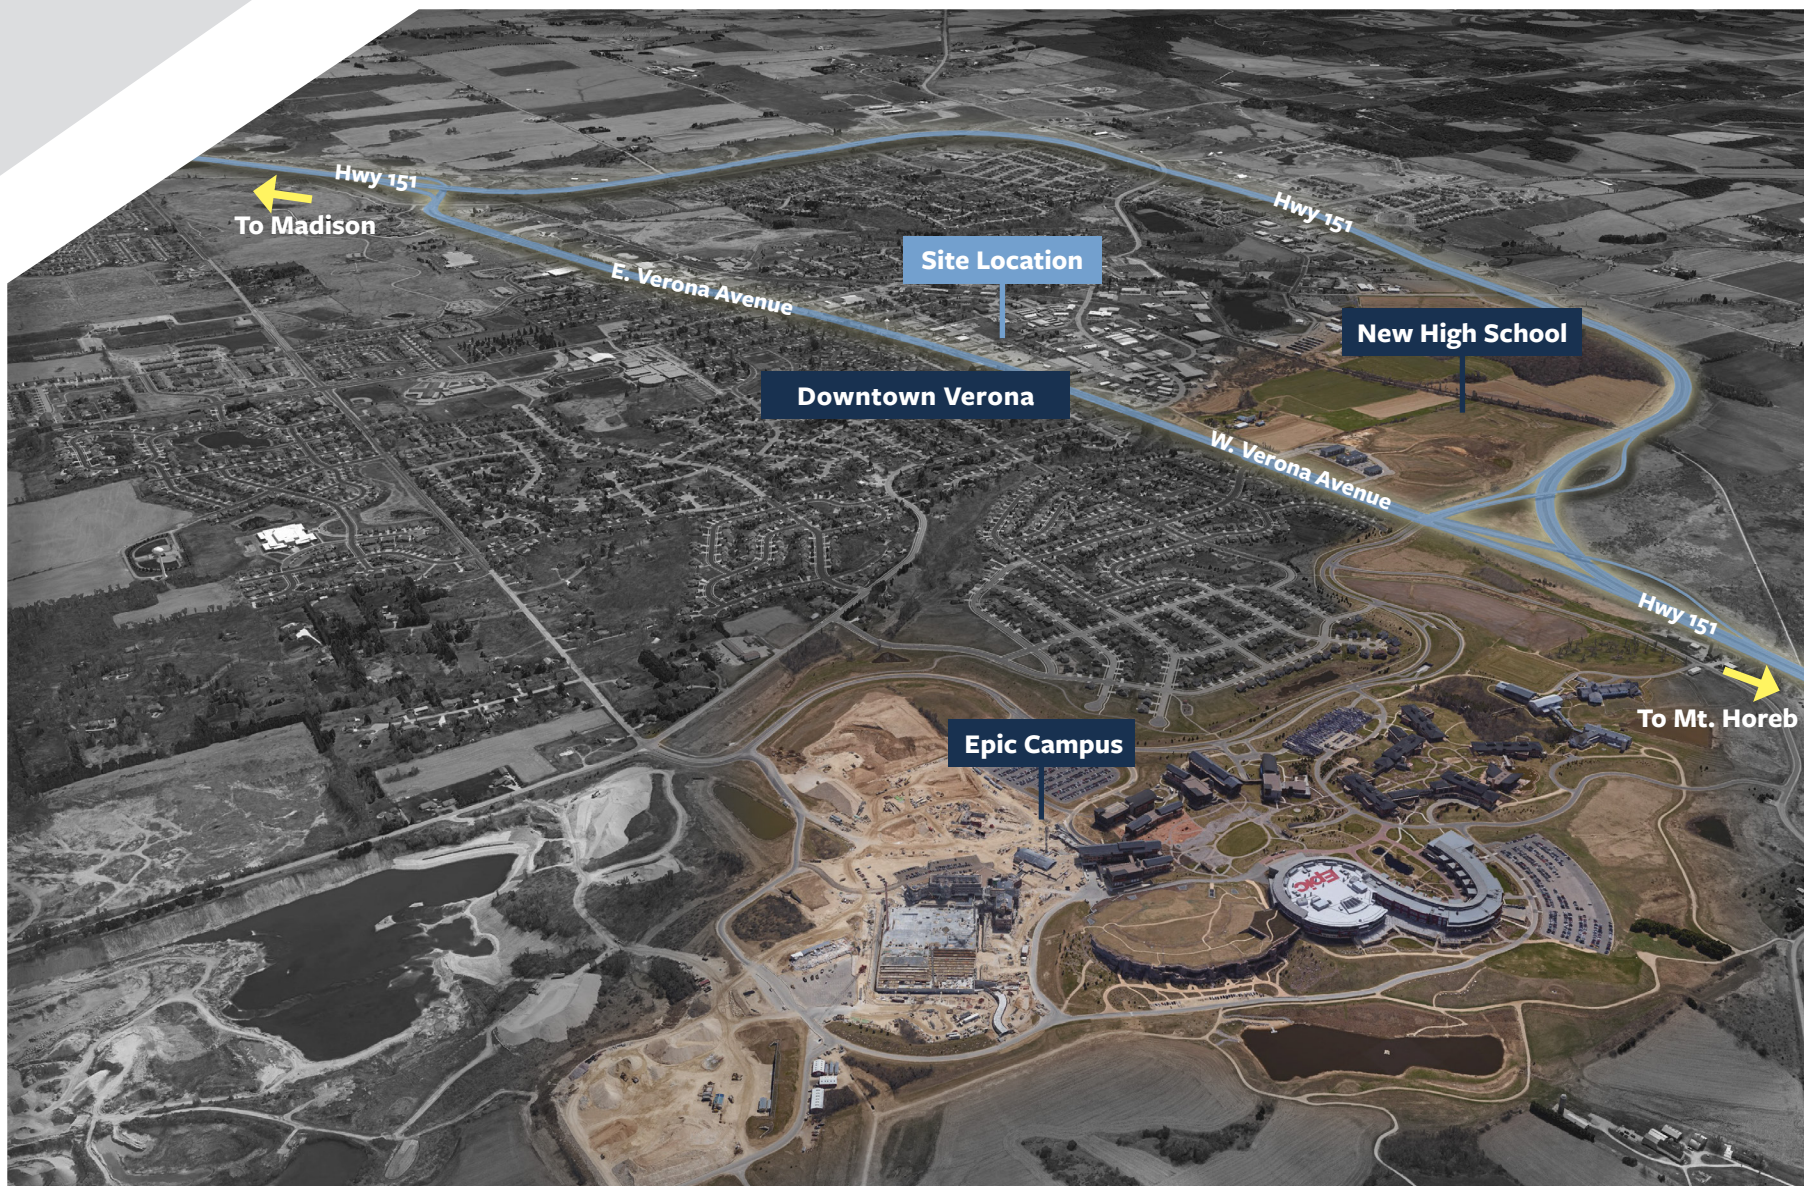 Hwy 151
To Madison
Hwy 151
Site Location
E. Verona Avenue
New High School
Downtown Verona
W. Verona Avenue
Hwy 151
To Mt. Horeb
Epic Campus
Epic